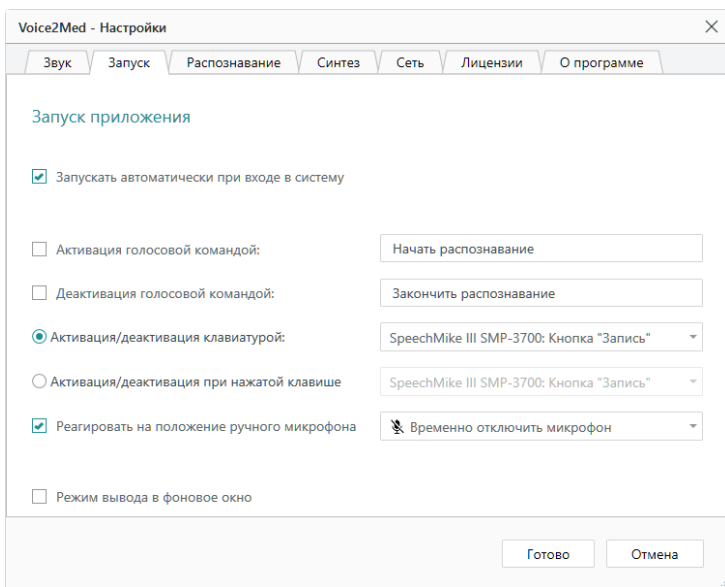 Voice2Med - Настройки
Звук Запуск Распознавание Синтез Сеть Лицензии О программе
Запуск приложения
Запускать автоматически при входе в систему
Активация голосовой командой: Начать распознавание
Деактивация голосовой командой: Закончить распознавание
Активация/деактивация клавиатурой: SpeechMike III SMP-3700: Кнопка "Запись"
Активация/деактивация при нажатой клавише SpeechMike III SMP-3700: Кнопка "Запись"
Реагировать на положение ручного микрофона Временно отключить микрофон
Режим вывода в фоновое окно
Готово Отмена